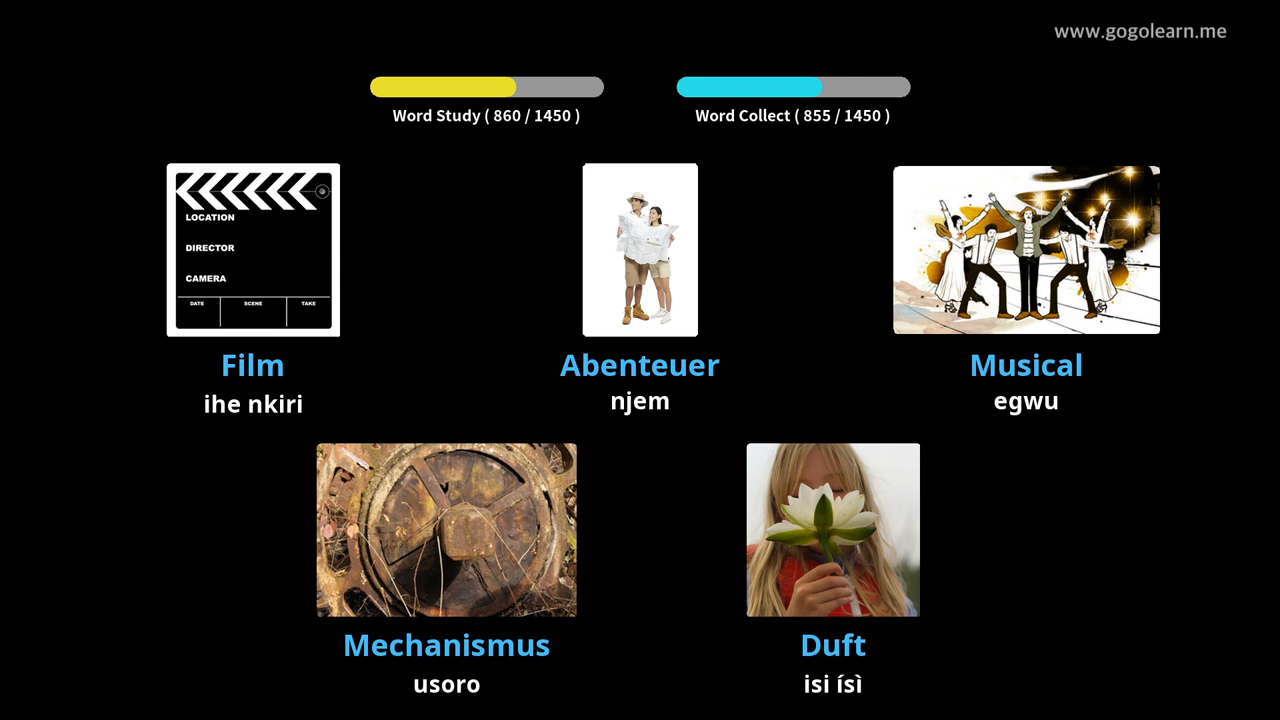 www.gogolearn.me
Word Study ( 860 / 1450 )
Word Collect ( 855 / 1450 )
LOCATION
DIRECTOR
CAMERA
DATE SCENE TAKE
Film
Abenteuer
Musical
ihe nkiri
njem
egwu
Mechanismus
Duft
usoro
isi ísì